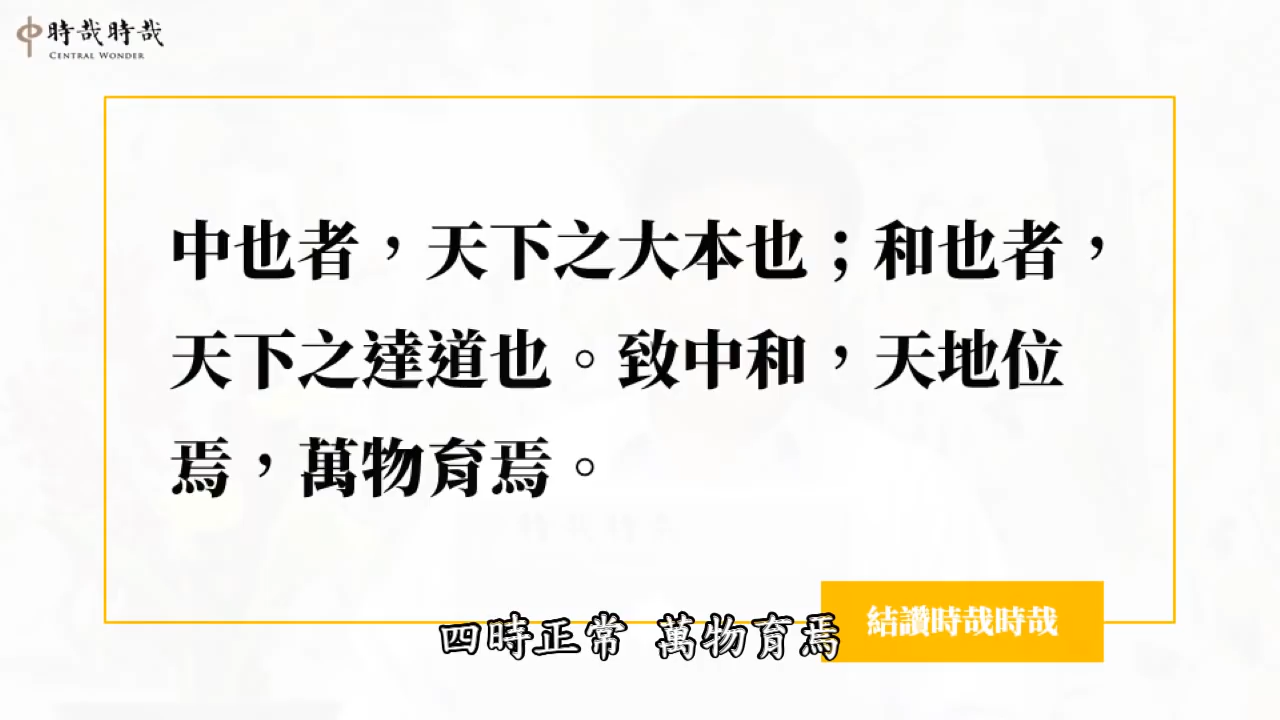 時哉時哉
CENTRAL WONDER
中也者，天下之大本也；和也者，
天下之達道也。致中和，天地位
焉，萬物育焉。
結讚時哉時哉
四時正常 萬物育焉